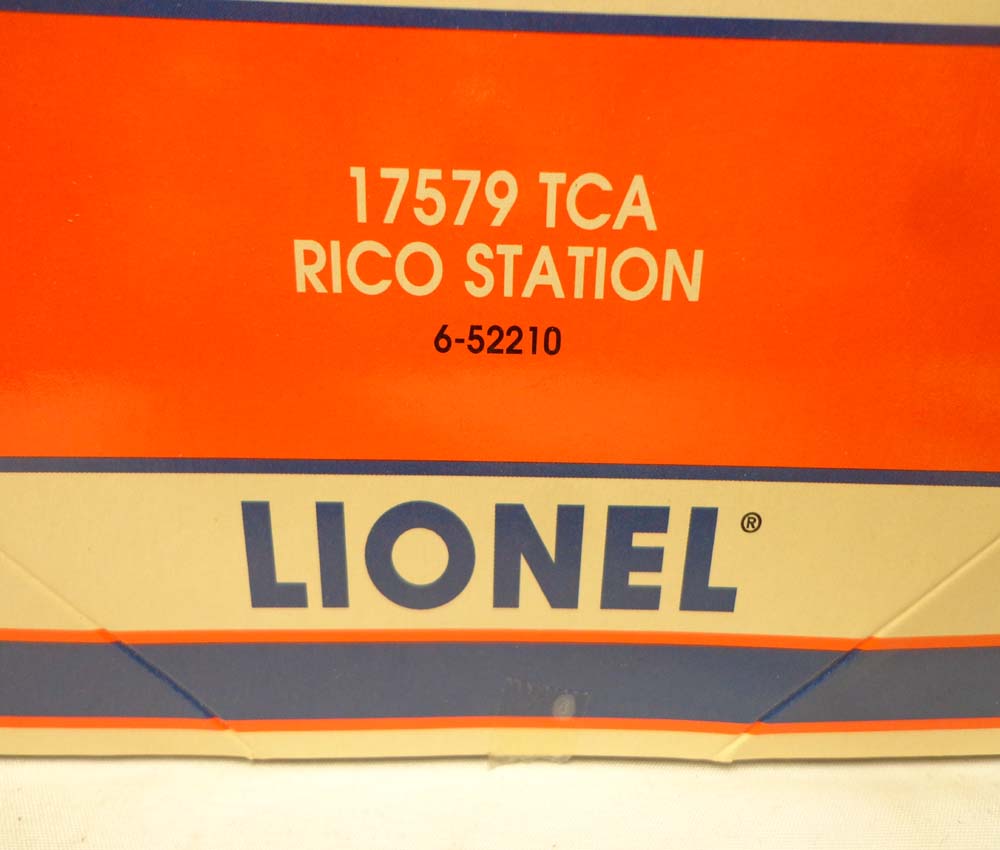 17579 TCA
RICO STATION
6-52210
LIONEL®